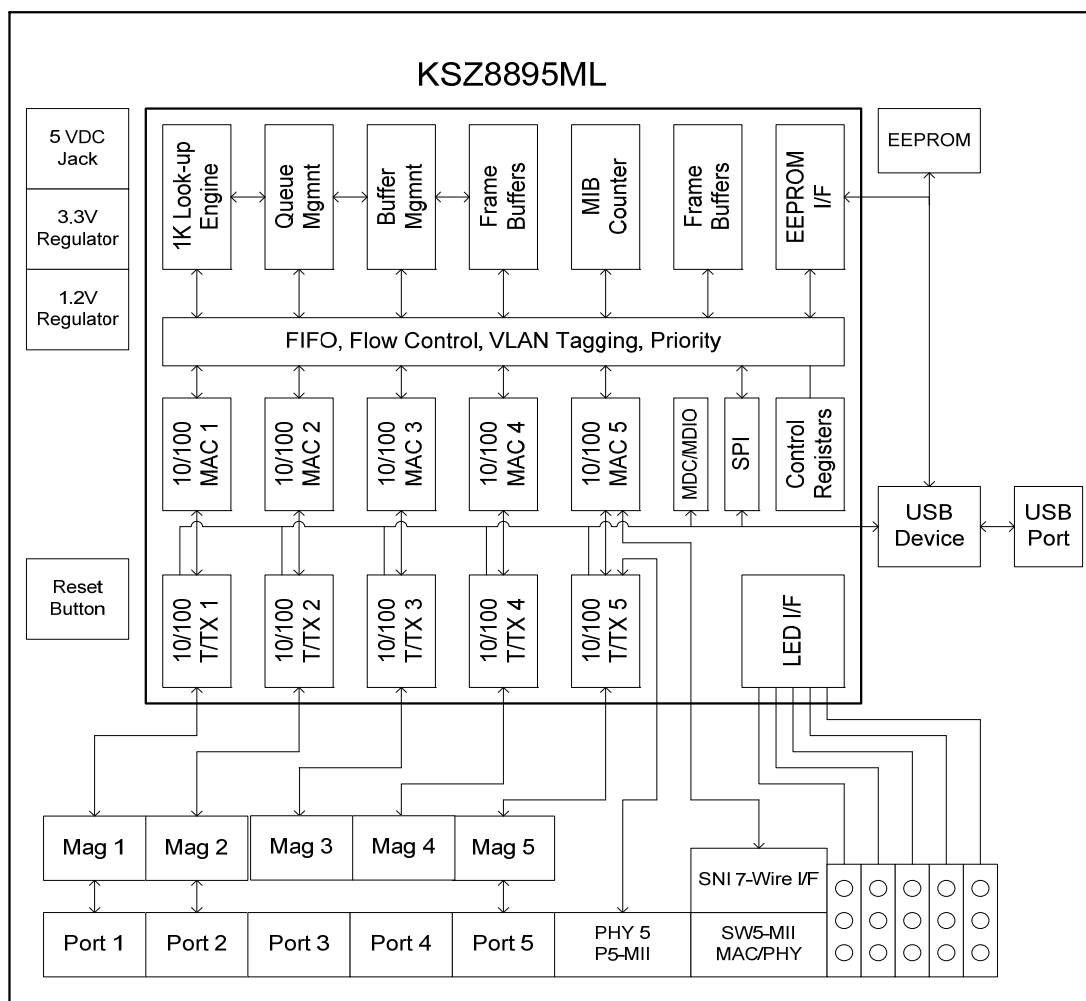 KSZ8895ML
5 VDC
Jack
3.3V
Regulator
1.2V
Regulator
1K Look-up
Engine
Queue
Mgmnt
Buffer
Mgmnt
Frame
Buffers
MIB
Counter
Frame
Buffers
EEPROM
I/F
EEPROM
FIFO, Flow Control, VLAN Tagging, Priority
10/100
MAC 1
10/100
MAC 2
10/100
MAC 3
10/100
MAC 4
10/100
MAC 5
MDC/MDIO
SPI
Control
Registers
USB
Device
USB
Port
Reset
Button
10/100
T/TX 1
10/100
T/TX 2
10/100
T/TX 3
10/100
T/TX 4
10/100
T/TX 5
LED I/F
Mag 1
Mag 2
Mag 3
Mag 4
Mag 5
SNI 7-Wire I/F
Port 1
Port 2
Port 3
Port 4
Port 5
PHY 5
P5-MII
SW5-MII
MAC/PHY